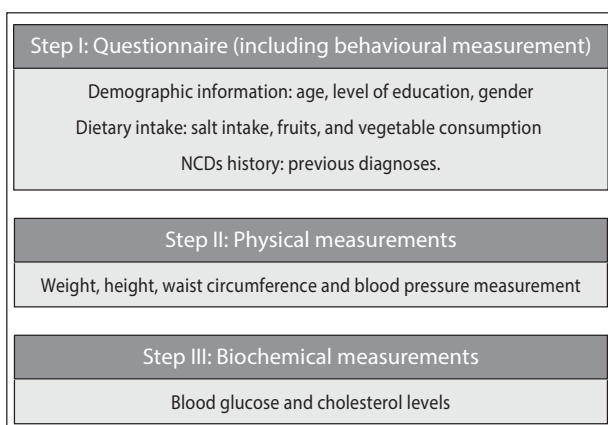 Step I: Questionnaire (including behavioural measurement)
Demographic information: age, level of education, gender
Dietary intake: salt intake, fruits, and vegetable consumption
NCDs history: previous diagnoses.
Step II: Physical measurements
Weight, height, waist circumference and blood pressure measurement
Step III: Biochemical measurements
Blood glucose and cholesterol levels